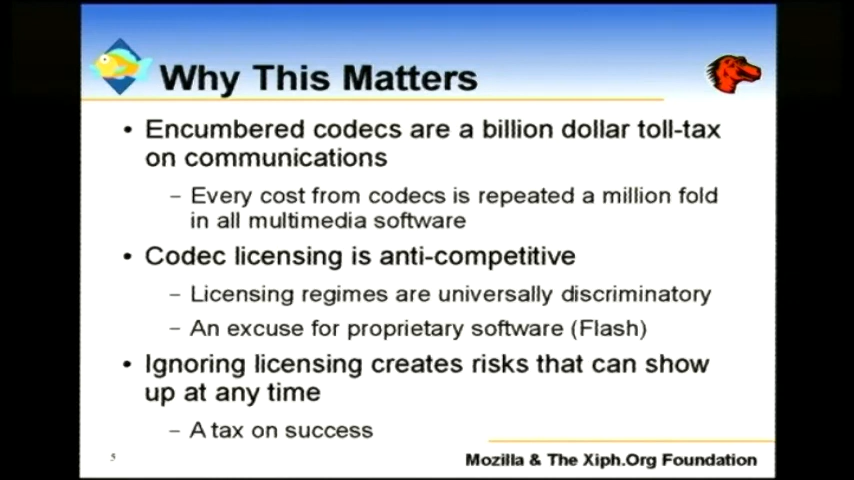 Why This Matters
• Encumbered codecs are a billion dollar toll-tax
on communications
– Every cost from codecs is repeated a million fold
in all multimedia software
• Codec licensing is anti-competitive
– Licensing regimes are universally discriminatory
– An excuse for proprietary software (Flash)
• Ignoring licensing creates risks that can show
up at any time
– A tax on success
5
Mozilla & The Xiph.Org Foundation